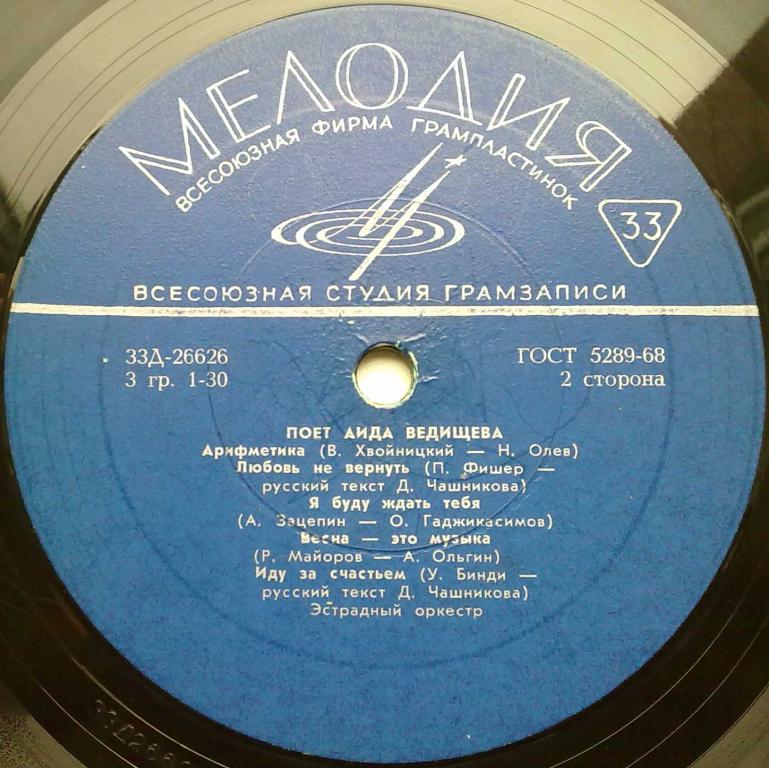 МЕЛОДИЯ
ВСЕСОЮЗНАЯ ФИРМА ГРАМПЛАСТИНОК
33
ВСЕСОЮЗНАЯ СТУДИЯ ГРАМЗАПИСИ
33Д-26626
ГОСТ 5289-68
3 гр. 1-30
2 сторона
ПОЕТ АИДА ВЕДИЩЕВА
Арифметика (В. Хвойницкий — Н. Олев)
Любовь не вернуть (П. Фишер —
русский текст Д. Чашникова)
Я буду ждать тебя
(А. Зацепин — О. Гаджикасимов)
Весна — это музыка
(Р. Майоров — А. Ольгин)
Иду за счастьем (У. Бинди —
русский текст Д. Чашникова)
Эстрадный оркестр